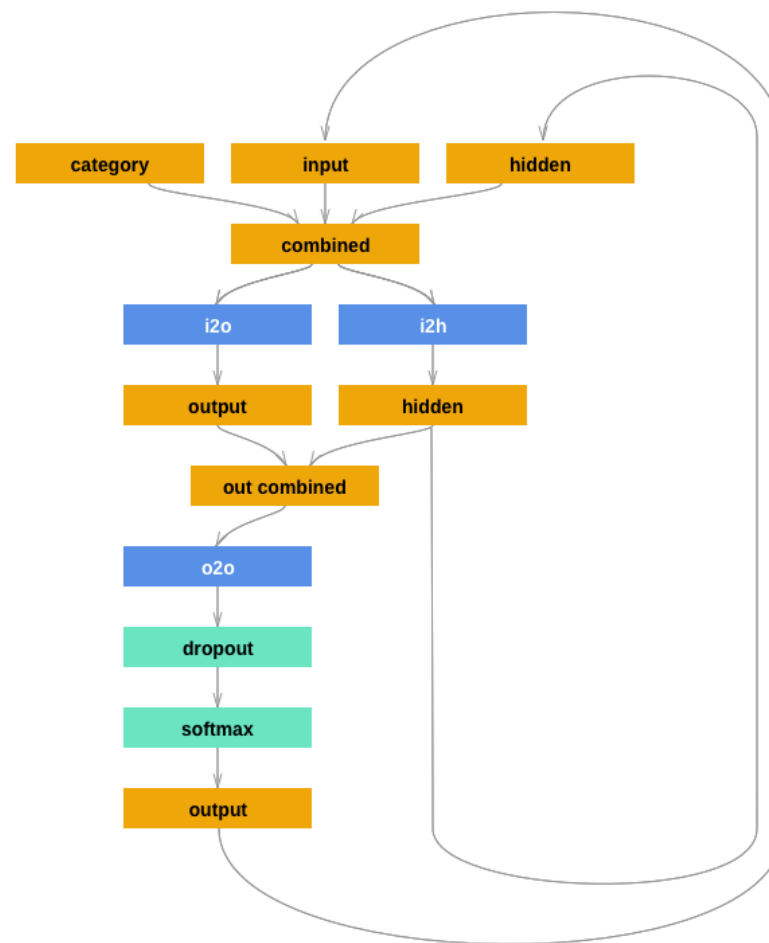 category
input
hidden
combined
i2o
i2h
output
hidden
out combined
o2o
dropout
softmax
output